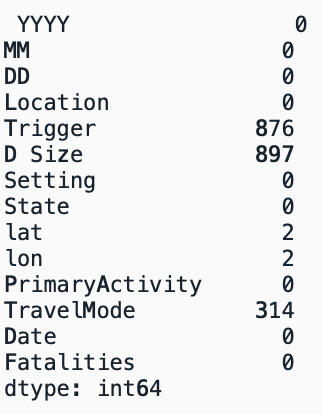 YYYY 0
MM 0
DD 0
Location 0
Trigger 876
D Size 897
Setting 0
State 0
lat 2
lon 2
PrimaryActivity 0
TravelMode 314
Date 0
Fatalities 0
dtype: int64